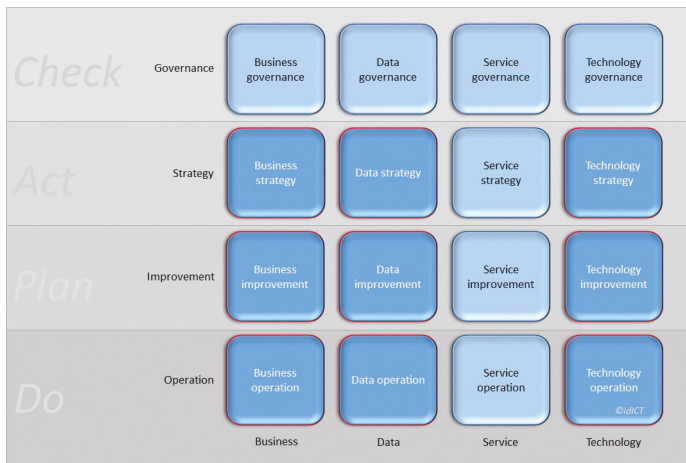 Check
Governance
Business
governance
Data
governance
Service
governance
Technology
governance
Act
Strategy
Business
strategy
Data strategy
Service
strategy
Technology
strategy
Plan
Improvement
Business
improvement
Data
improvement
Service
improvement
Technology
improvement
Do
Operation
Business
operation
Data operation
Service
operation
Technology
operation
©idICT
Business
Data
Service
Technology